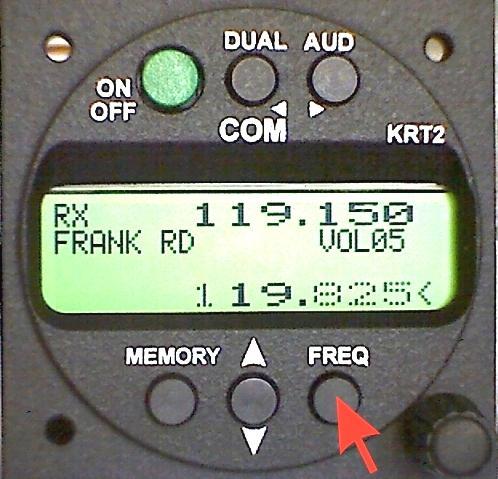 DUAL AUD
ON
OFF
COM
KRT2
RX 119.150
FRANK RD VOL05
119.825<
MEMORY FREQ